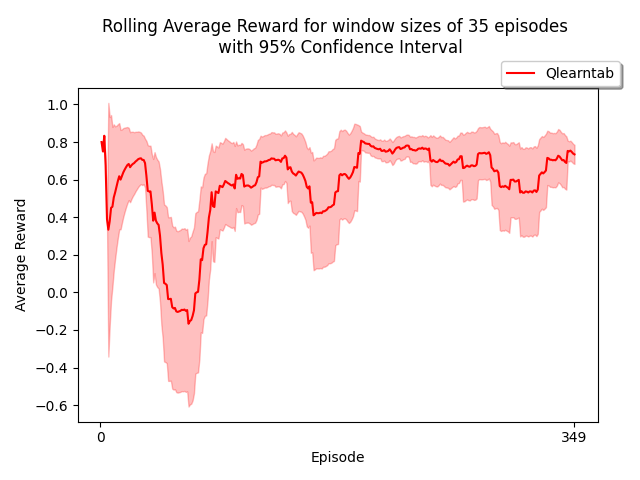 Rolling Average Reward for window sizes of 35 episodes
with 95% Confidence Interval
Qlearntab
1.0
0.8
0.6
0.4
0.2
0.0
−0.2
−0.4
−0.6
Average Reward
0
349
Episode